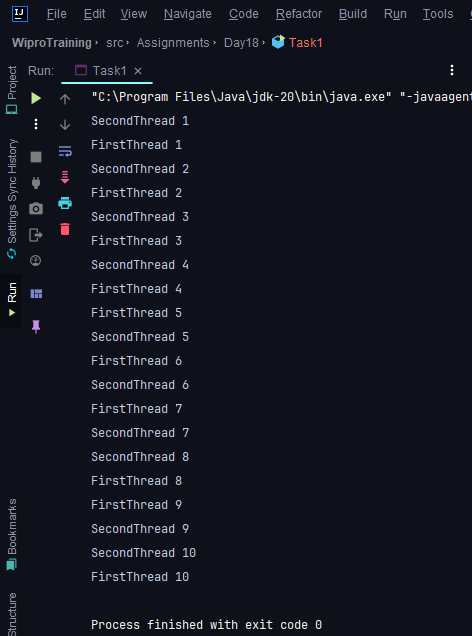 IJ File Edit View Navigate Code Refactor Build Run Tools
WiproTraining src Assignments Day18 Task1
Run: Task1
Project
Settings Sync History
Run
Bookmarks
Structure
"C:\Program Files\Java\jdk-20\bin\java.exe" "-javaagent
SecondThread 1
FirstThread 1
SecondThread 2
FirstThread 2
SecondThread 3
FirstThread 3
SecondThread 4
FirstThread 4
FirstThread 5
SecondThread 5
FirstThread 6
SecondThread 6
FirstThread 7
SecondThread 7
SecondThread 8
FirstThread 8
FirstThread 9
SecondThread 9
SecondThread 10
FirstThread 10
Process finished with exit code 0